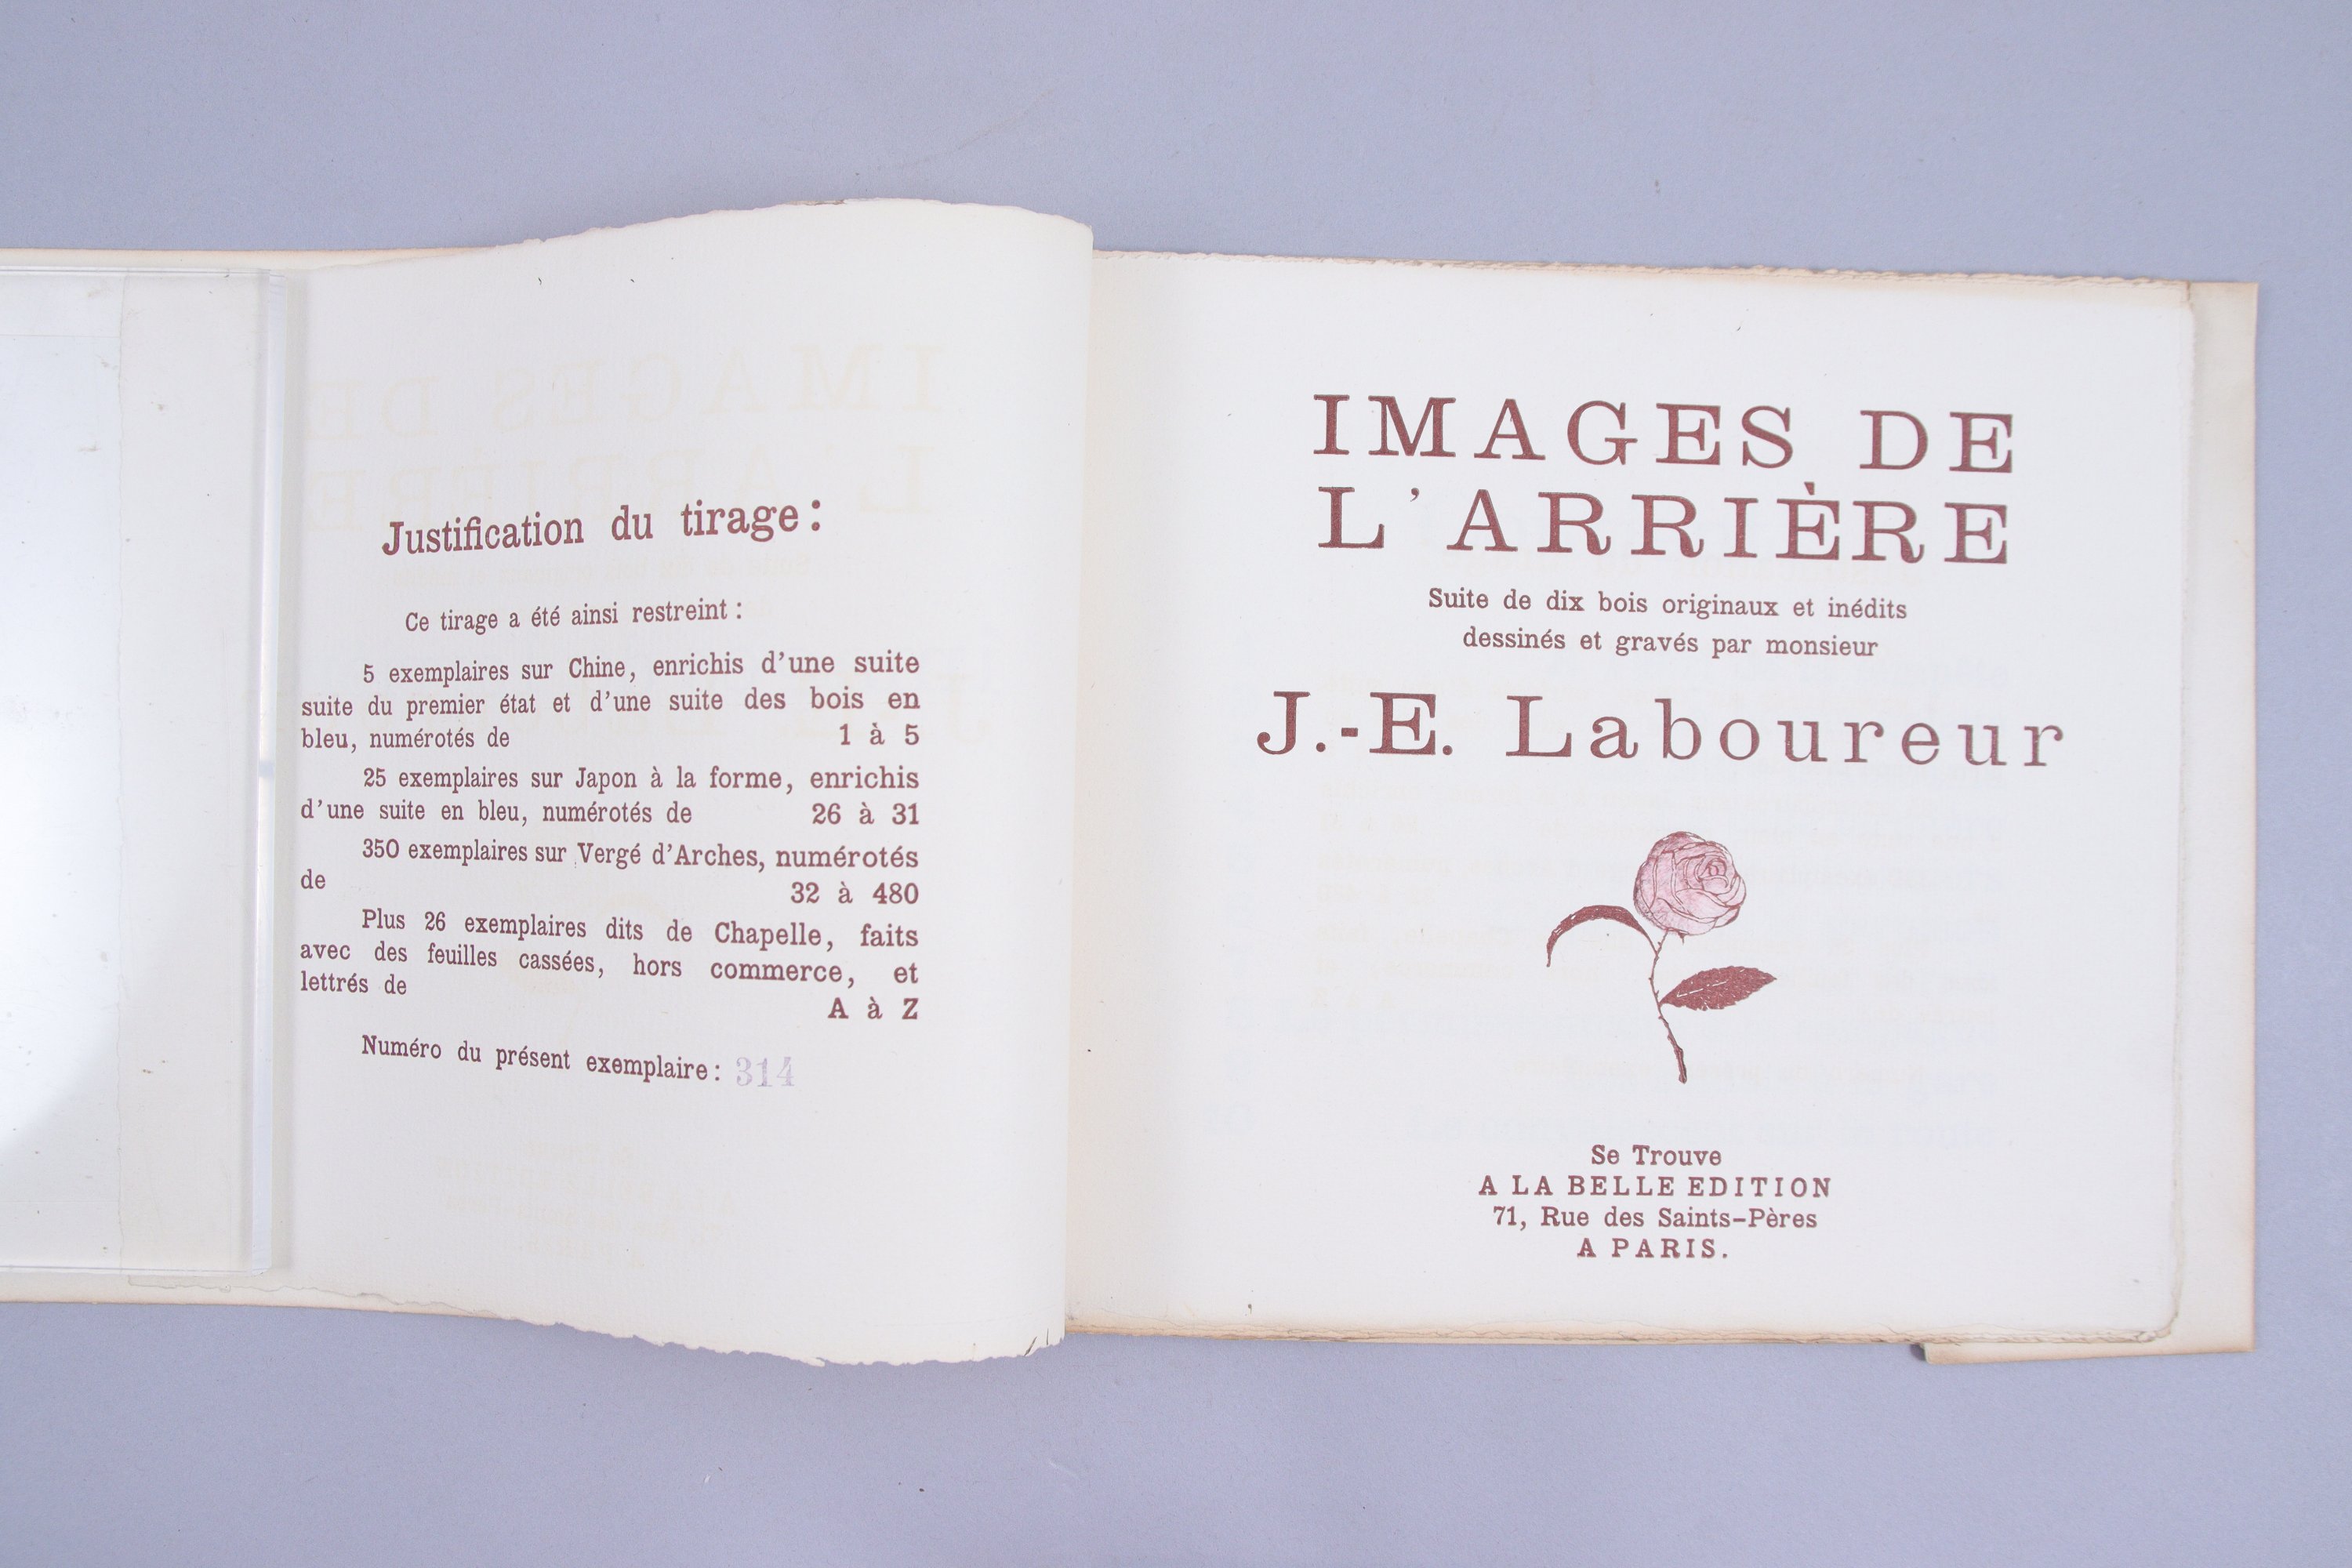 Justification du tirage :
Ce tirage a été ainsi restreint :
5 exemplaires sur Chine, enrichis d'une suite
suite du premier état et d'une suite des bois en
bleu, numérotés de 1 à 5
25 exemplaires sur Japon à la forme, enrichis
d'une suite en bleu, numérotés de 26 à 31
350 exemplaires sur Vergé d'Arches, numérotés
de 32 à 480
Plus 26 exemplaires dits de Chapelle, faits
avec des feuilles cassées, hors commerce, et
lettrés de
A à Z
Numéro du présent exemplaire : 314
IMAGES DE
L'ARRIÈRE
Suite de dix bois originaux et inédits
dessinés et gravés par monsieur
J.-E. Laboureur
Se Trouve
A LA BELLE EDITION
71, Rue des Saints-Pères
A PARIS.